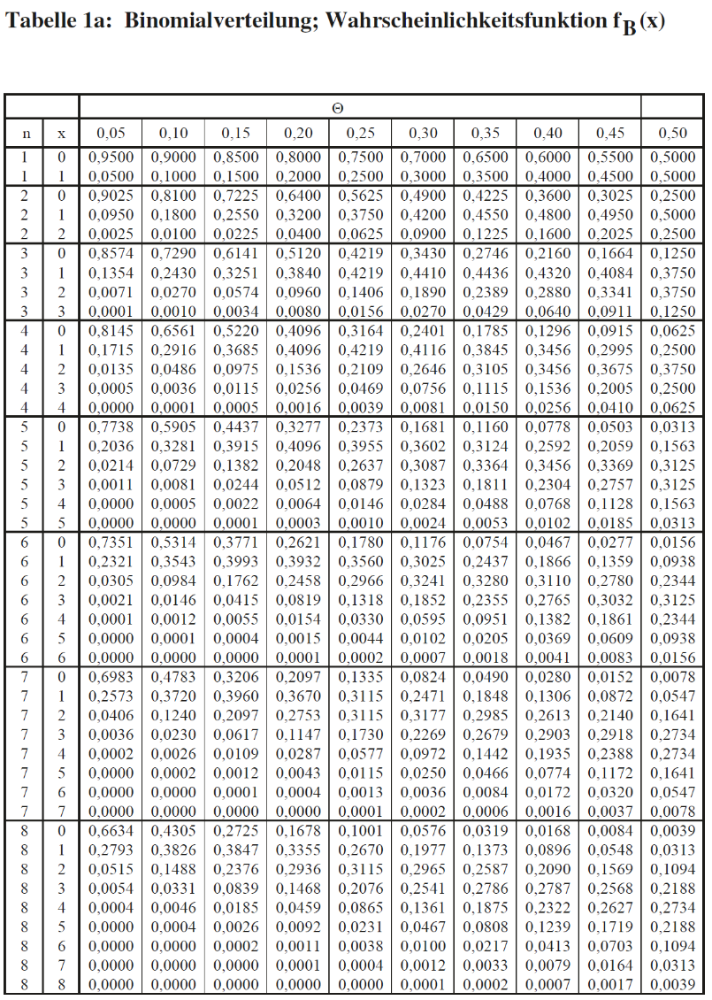 Tabelle 1a: Binomialverteilung; Wahrscheinlichkeitsfunktion f_B(x)
Θ
n x 0,05 0,10 0,15 0,20 0,25 0,30 0,35 0,40 0,45 0,50
1 0 0,9500 0,9000 0,8500 0,8000 0,7500 0,7000 0,6500 0,6000 0,5500 0,5000
1 1 0,0500 0,1000 0,1500 0,2000 0,2500 0,3000 0,3500 0,4000 0,4500 0,5000
2 0 0,9025 0,8100 0,7225 0,6400 0,5625 0,4900 0,4225 0,3600 0,3025 0,2500
2 1 0,0950 0,1800 0,2550 0,3200 0,3750 0,4200 0,4550 0,4800 0,4950 0,5000
2 2 0,0025 0,0100 0,0225 0,0400 0,0625 0,0900 0,1225 0,1600 0,2025 0,2500
3 0 0,8574 0,7290 0,6141 0,5120 0,4219 0,3430 0,2746 0,2160 0,1664 0,1250
3 1 0,1354 0,2430 0,3251 0,3840 0,4219 0,4410 0,4436 0,4320 0,4084 0,3750
3 2 0,0071 0,0270 0,0574 0,0960 0,1406 0,1890 0,2389 0,2880 0,3341 0,3750
3 3 0,0001 0,0010 0,0034 0,0080 0,0156 0,0270 0,0429 0,0640 0,0911 0,1250
4 0 0,8145 0,6561 0,5220 0,4096 0,3164 0,2401 0,1785 0,1296 0,0915 0,0625
4 1 0,1715 0,2916 0,3685 0,4096 0,4219 0,4116 0,3845 0,3456 0,2995 0,2500
4 2 0,0135 0,0486 0,0975 0,1536 0,2109 0,2646 0,3105 0,3456 0,3675 0,3750
4 3 0,0005 0,0036 0,0115 0,0256 0,0469 0,0756 0,1115 0,1536 0,2005 0,2500
4 4 0,0000 0,0001 0,0005 0,0016 0,0039 0,0081 0,0150 0,0256 0,0410 0,0625
5 0 0,7738 0,5905 0,4437 0,3277 0,2373 0,1681 0,1160 0,0778 0,0503 0,0313
5 1 0,2036 0,3281 0,3915 0,4096 0,3955 0,3602 0,3124 0,2592 0,2059 0,1563
5 2 0,0214 0,0729 0,1382 0,2048 0,2637 0,3087 0,3364 0,3456 0,3369 0,3125
5 3 0,0011 0,0081 0,0244 0,0512 0,0879 0,1323 0,1811 0,2304 0,2757 0,3125
5 4 0,0000 0,0005 0,0022 0,0064 0,0146 0,0284 0,0488 0,0768 0,1128 0,1563
5 5 0,0000 0,0000 0,0001 0,0003 0,0010 0,0024 0,0053 0,0102 0,0185 0,0313
6 0 0,7351 0,5314 0,3771 0,2621 0,1780 0,1176 0,0754 0,0467 0,0277 0,0156
6 1 0,2321 0,3543 0,3993 0,3932 0,3560 0,3025 0,2437 0,1866 0,1359 0,0938
6 2 0,0305 0,0984 0,1762 0,2458 0,2966 0,3241 0,3280 0,3110 0,2780 0,2344
6 3 0,0021 0,0146 0,0415 0,0819 0,1318 0,1852 0,2355 0,2765 0,3032 0,3125
6 4 0,0001 0,0012 0,0055 0,0154 0,0330 0,0595 0,0951 0,1382 0,1861 0,2344
6 5 0,0000 0,0001 0,0004 0,0015 0,0044 0,0102 0,0205 0,0369 0,0609 0,0938
6 6 0,0000 0,0000 0,0000 0,0001 0,0002 0,0007 0,0018 0,0041 0,0083 0,0156
7 0 0,6983 0,4783 0,3206 0,2097 0,1335 0,0824 0,0490 0,0280 0,0152 0,0078
7 1 0,2573 0,3720 0,3960 0,3670 0,3115 0,2471 0,1848 0,1306 0,0872 0,0547
7 2 0,0406 0,1240 0,2097 0,2753 0,3115 0,3177 0,2985 0,2613 0,2140 0,1641
7 3 0,0036 0,0230 0,0617 0,1147 0,1730 0,2269 0,2679 0,2903 0,2918 0,2734
7 4 0,0002 0,0026 0,0109 0,0287 0,0577 0,0972 0,1442 0,1935 0,2388 0,2734
7 5 0,0000 0,0002 0,0012 0,0043 0,0115 0,0250 0,0466 0,0774 0,1172 0,1641
7 6 0,0000 0,0000 0,0001 0,0004 0,0013 0,0036 0,0084 0,0172 0,0320 0,0547
7 7 0,0000 0,0000 0,0000 0,0000 0,0001 0,0002 0,0006 0,0016 0,0037 0,0078
8 0 0,6634 0,4305 0,2725 0,1678 0,1001 0,0576 0,0319 0,0168 0,0084 0,0039
8 1 0,2793 0,3826 0,3847 0,3355 0,2670 0,1977 0,1373 0,0896 0,0548 0,0313
8 2 0,0515 0,1488 0,2376 0,2936 0,3115 0,2965 0,2587 0,2090 0,1569 0,1094
8 3 0,0054 0,0331 0,0839 0,1468 0,2076 0,2541 0,2786 0,2787 0,2568 0,2188
8 4 0,0004 0,0046 0,0185 0,0459 0,0865 0,1361 0,1875 0,2322 0,2627 0,2734
8 5 0,0000 0,0004 0,0026 0,0092 0,0231 0,0467 0,0808 0,1239 0,1719 0,2188
8 6 0,0000 0,0000 0,0002 0,0011 0,0038 0,0100 0,0217 0,0413 0,0703 0,1094
8 7 0,0000 0,0000 0,0000 0,0001 0,0004 0,0012 0,0033 0,0079 0,0164 0,0313
8 8 0,0000 0,0000 0,0000 0,0000 0,0000 0,0001 0,0002 0,0007 0,0017 0,0039